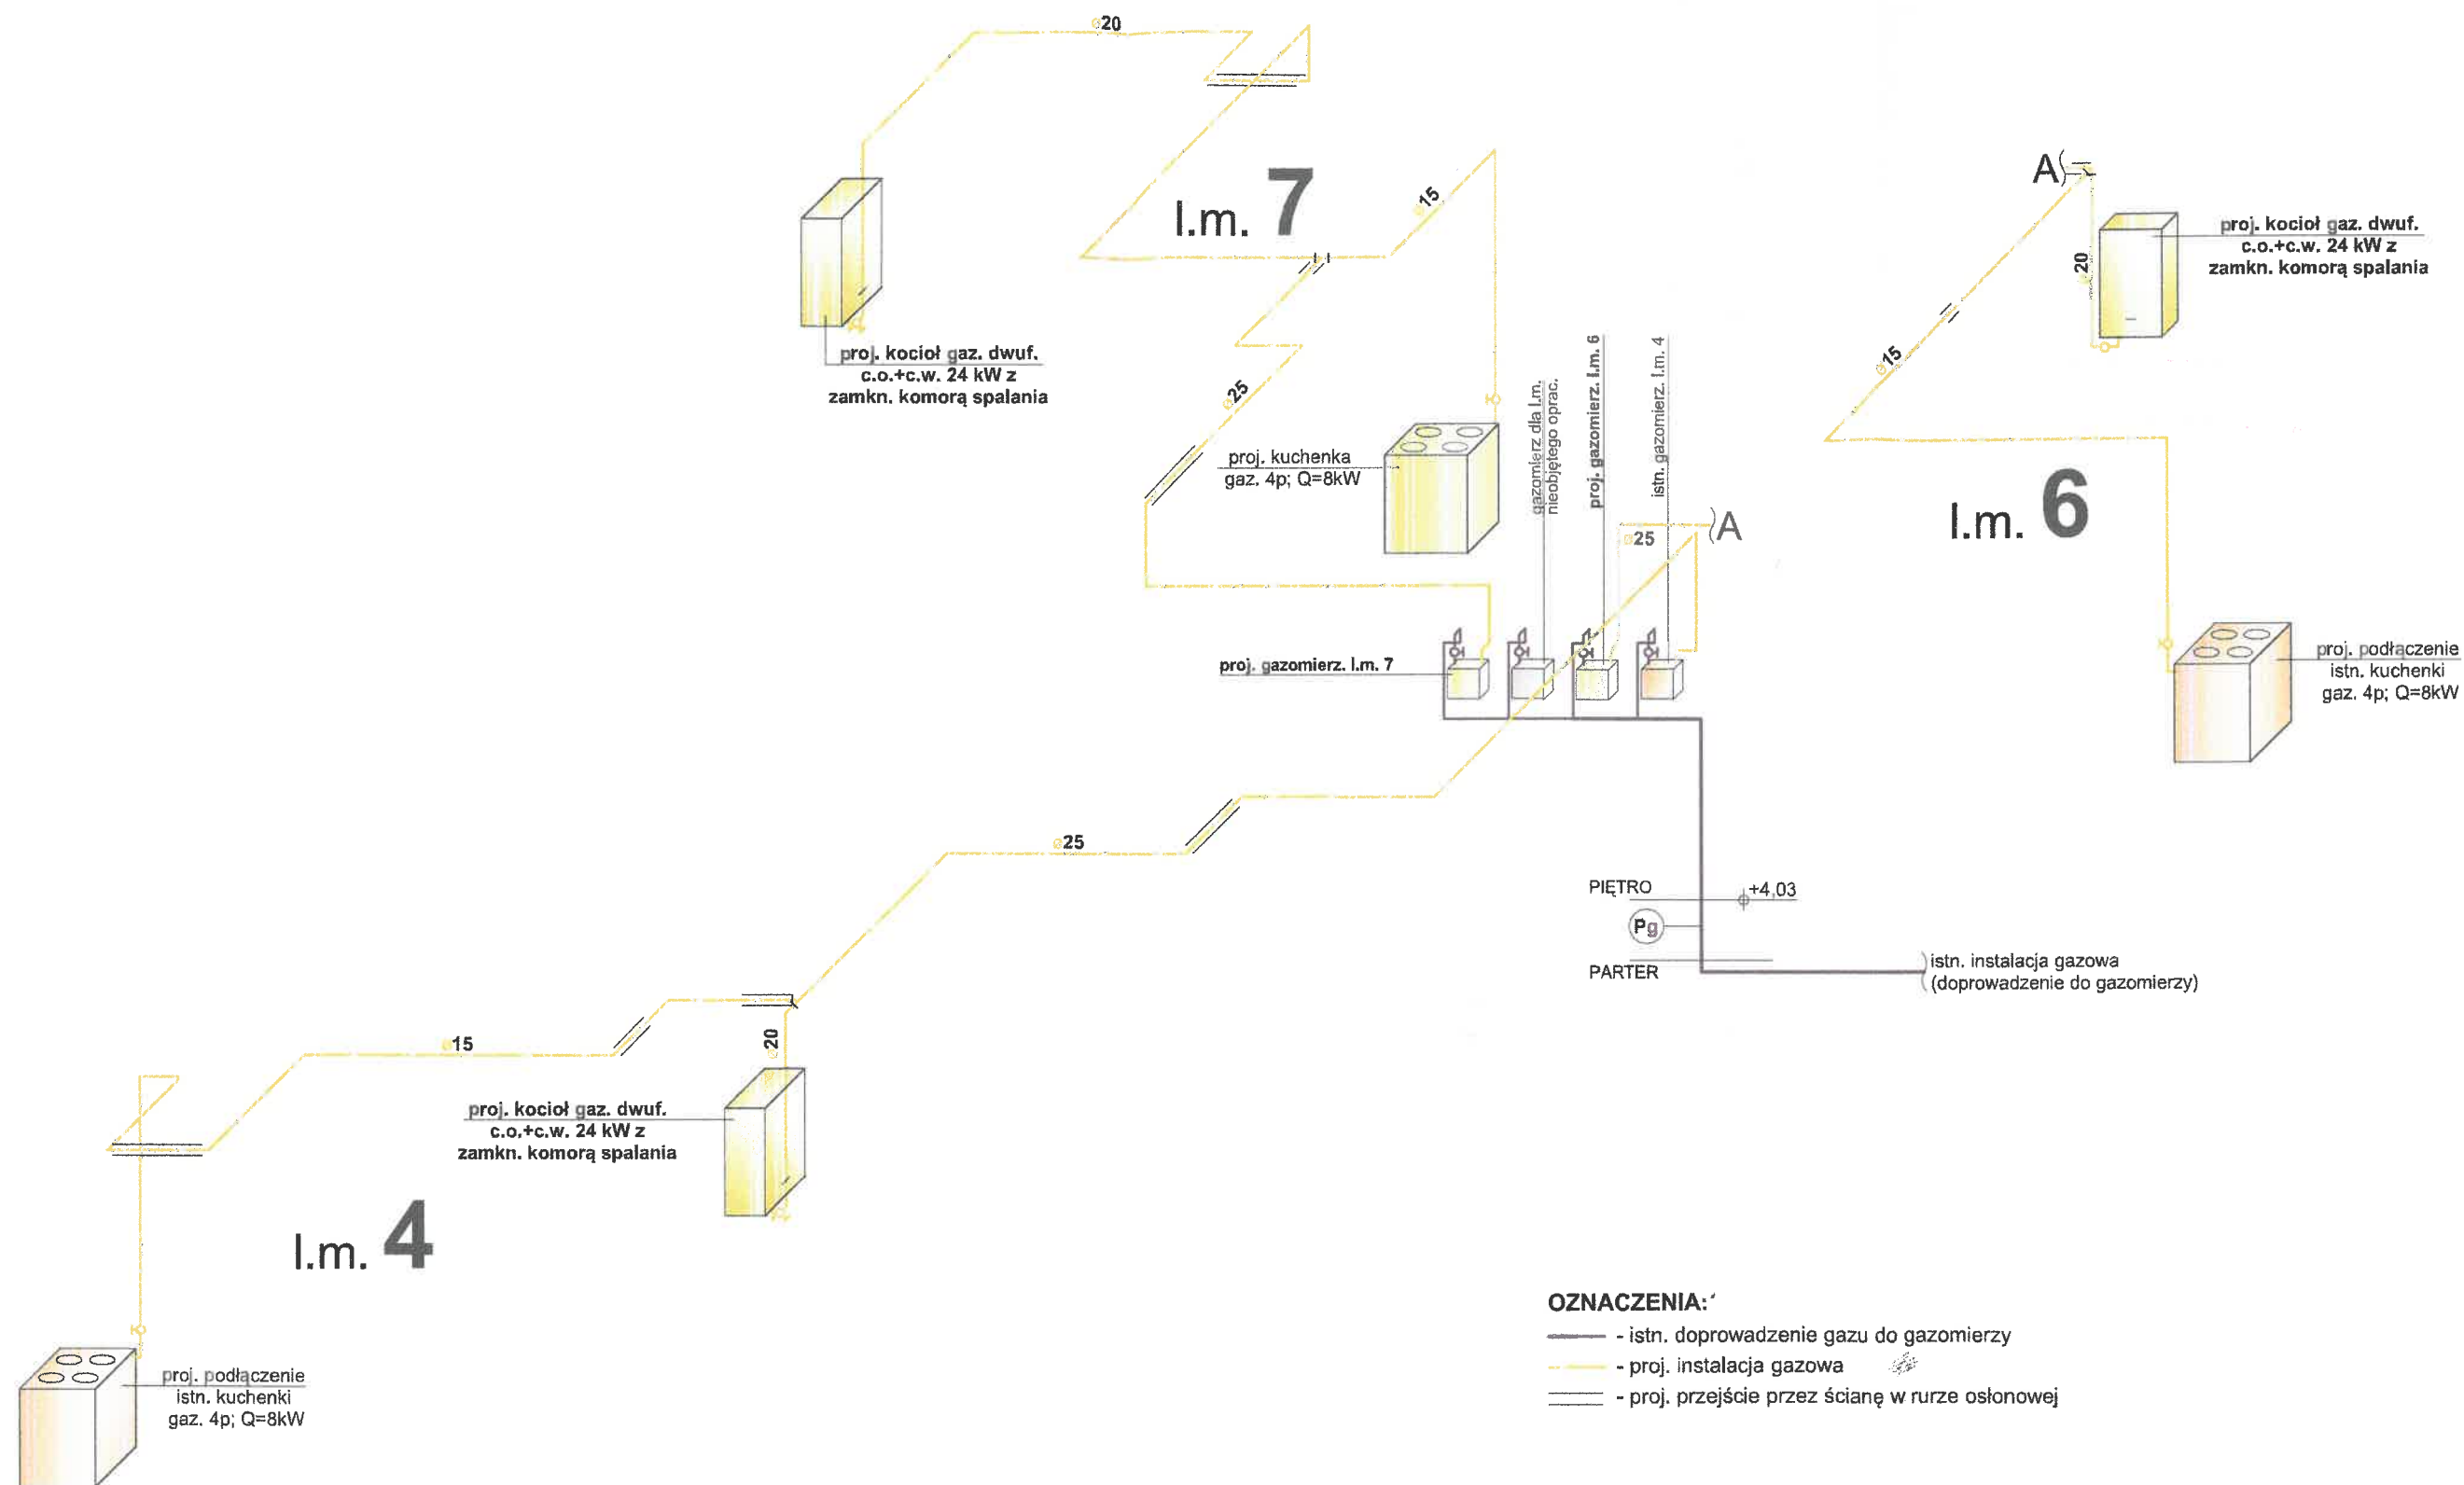 ø20
l.m. 7
ø15
proj. kocioł gaz. dwuf.
c.o.+c.w. 24 kW z
zamkn. komorą spalania
ø25
proj. kuchenka
gaz. 4p; Q=8kW
gazomierz dla l.m.
nieobjętego oprac.
proj. gazomierz. l.m. 6
istn. gazomierz. l.m. 4
ø25
A
proj. gazomierz. l.m. 7
A
ø20
proj. kocioł gaz. dwuf.
c.o.+c.w. 24 kW z
zamkn. komorą spalania
ø15
l.m. 6
proj. podłączenie
istn. kuchenki
gaz. 4p; Q=8kW
ø25
PIĘTRO
+4,03
Pg
PARTER
istn. instalacja gazowa
(doprowadzenie do gazomierzy)
ø15
ø20
proj. kocioł gaz. dwuf.
c.o.+c.w. 24 kW z
zamkn. komorą spalania
l.m. 4
proj. podłączenie
istn. kuchenki
gaz. 4p; Q=8kW
OZNACZENIA:
- istn. doprowadzenie gazu do gazomierzy
- proj. instalacja gazowa
- proj. przejście przez ścianę w rurze osłonowej